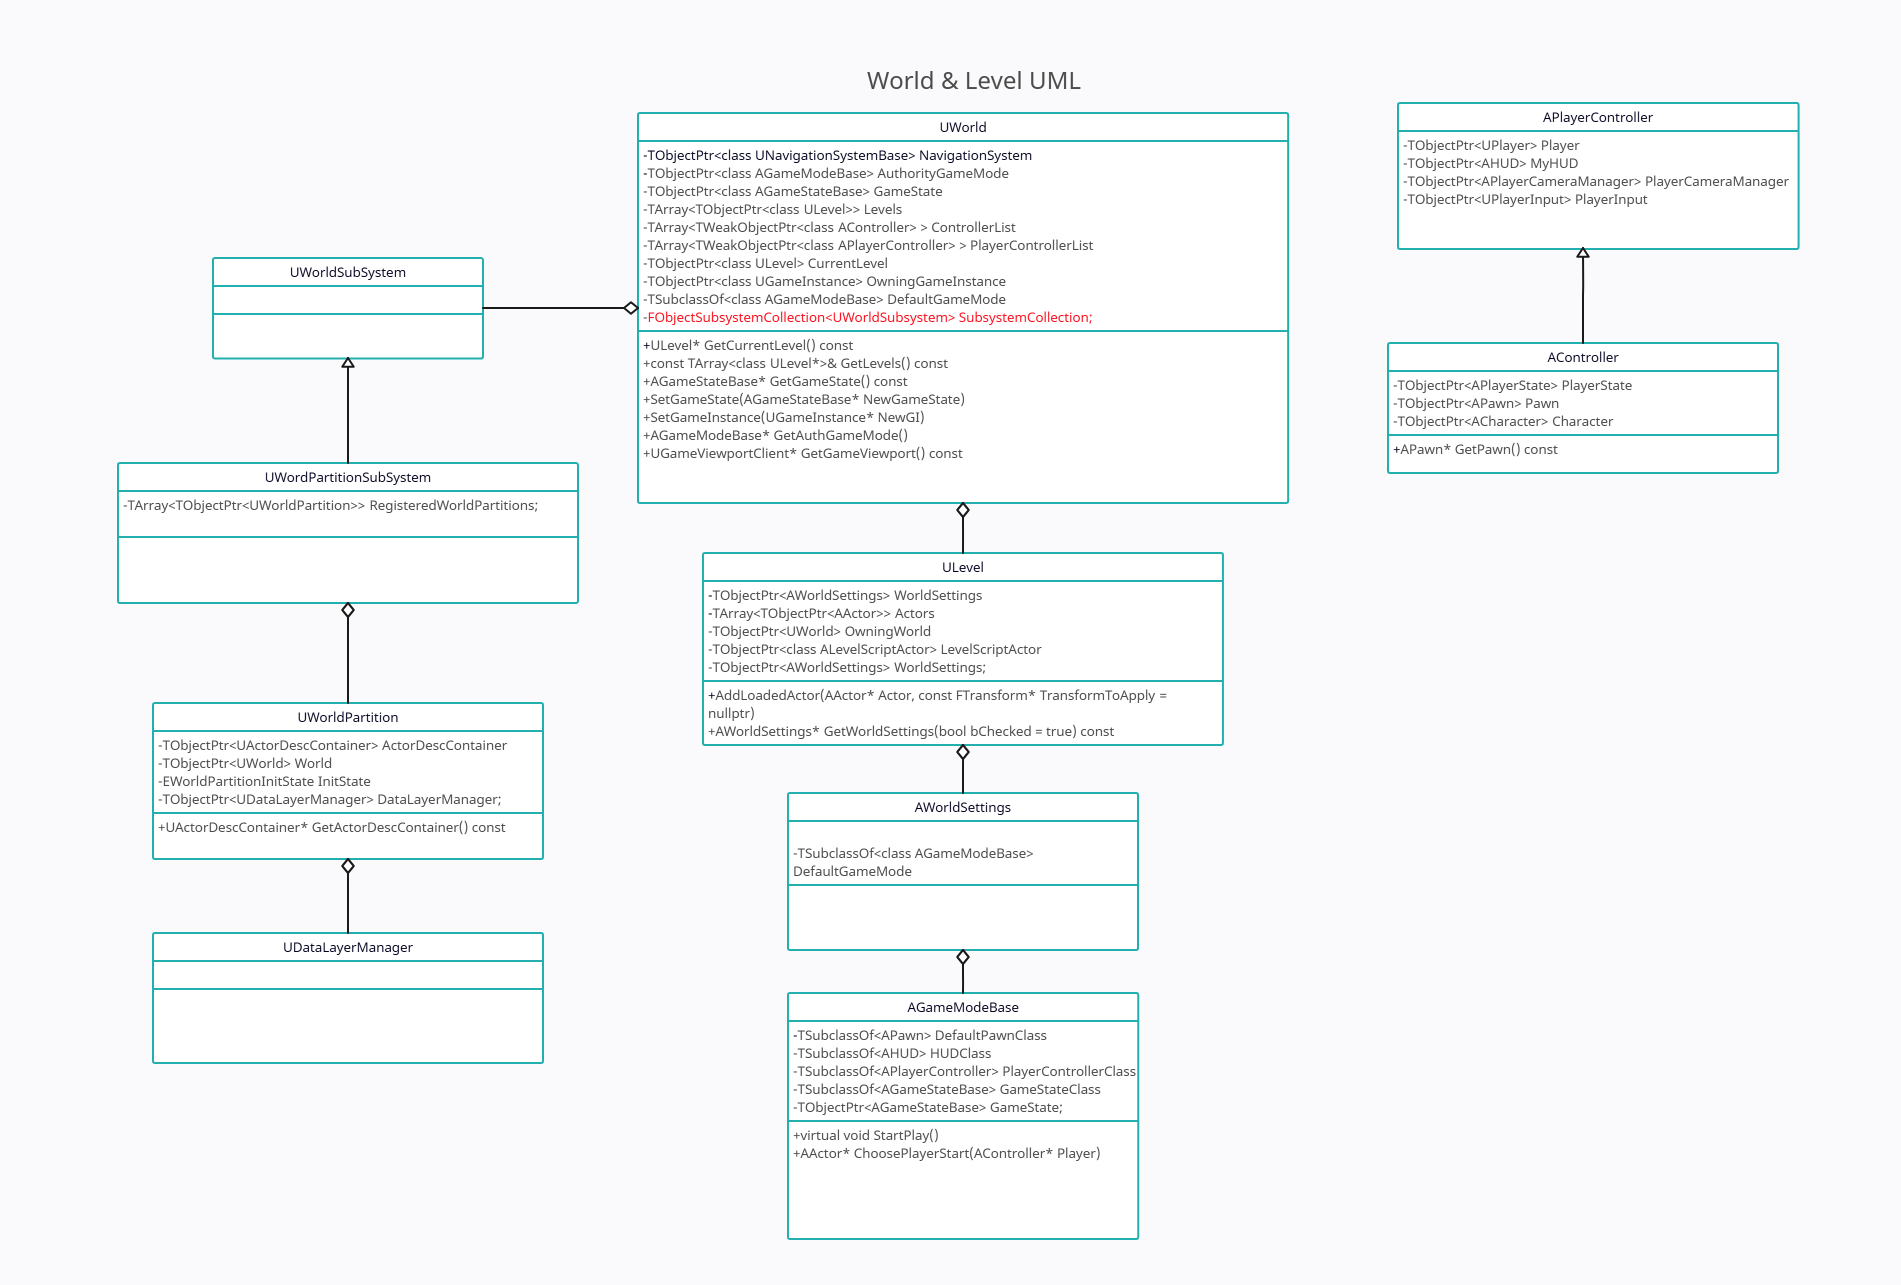 World & Level UML
UWorld
-TObjectPtr<class UNavigationSystemBase> NavigationSystem
-TObjectPtr<class AGameModeBase> AuthorityGameMode
-TObjectPtr<class AGameStateBase> GameState
-TArray<TObjectPtr<class ULevel>> Levels
-TArray<TWeakObjectPtr<class AController> > ControllerList
-TArray<TWeakObjectPtr<class APlayerController> > PlayerControllerList
-TObjectPtr<class ULevel> CurrentLevel
-TObjectPtr<class UGameInstance> OwningGameInstance
-TSubclassOf<class AGameModeBase> DefaultGameMode
-FObjectSubsystemCollection<UWorldSubsystem> SubsystemCollection;
+ULevel* GetCurrentLevel() const
+const TArray<class ULevel*>& GetLevels() const
+AGameStateBase* GetGameState() const
+SetGameState(AGameStateBase* NewGameState)
+SetGameInstance(UGameInstance* NewGI)
+AGameModeBase* GetAuthGameMode()
+UGameViewportClient* GetGameViewport() const
APlayerController
-TObjectPtr<UPlayer> Player
-TObjectPtr<AHUD> MyHUD
-TObjectPtr<APlayerCameraManager> PlayerCameraManager
-TObjectPtr<UPlayerInput> PlayerInput
AController
-TObjectPtr<APlayerState> PlayerState
-TObjectPtr<APawn> Pawn
-TObjectPtr<ACharacter> Character
+APawn* GetPawn() const
UWorldSubSystem
UWordPartitionSubSystem
-TArray<TObjectPtr<UWorldPartition>> RegisteredWorldPartitions;
UWorldPartition
-TObjectPtr<UActorDescContainer> ActorDescContainer
-TObjectPtr<UWorld> World
-EWorldPartitionInitState InitState
-TObjectPtr<UDataLayerManager> DataLayerManager;
+UActorDescContainer* GetActorDescContainer() const
UDataLayerManager
ULevel
-TObjectPtr<AWorldSettings> WorldSettings
-TArray<TObjectPtr<AActor>> Actors
-TObjectPtr<UWorld> OwningWorld
-TObjectPtr<class ALevelScriptActor> LevelScriptActor
-TObjectPtr<AWorldSettings> WorldSettings;
+AddLoadedActor(AActor* Actor, const FTransform* TransformToApply =
nullptr)
+AWorldSettings* GetWorldSettings(bool bChecked = true) const
AWorldSettings
-TSubclassOf<class AGameModeBase>
DefaultGameMode
AGameModeBase
-TSubclassOf<APawn> DefaultPawnClass
-TSubclassOf<AHUD> HUDClass
-TSubclassOf<APlayerController> PlayerControllerClass
-TSubclassOf<AGameStateBase> GameStateClass
-TObjectPtr<AGameStateBase> GameState;
+virtual void StartPlay()
+AActor* ChoosePlayerStart(AController* Player)